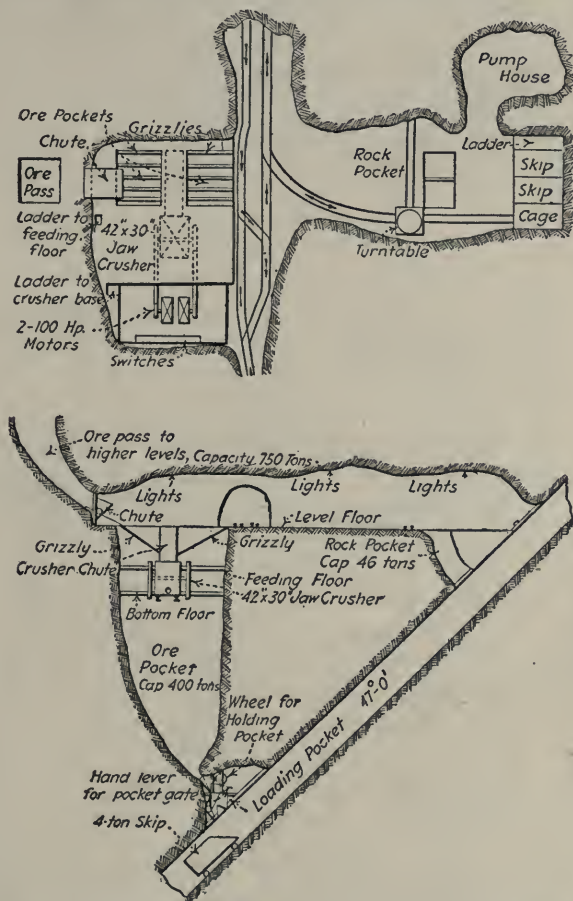 Ore Pockets
Chute
Grizzlies
Pump
House
Ladder
Rock
Pocket
Skip
Skip
Cage
Ore
Pass
Ladder to
feeding
floor
42"x30"
Jaw
Crusher
Turntable
Ladder to
crusher base
2-100 Hp.
Motors
Switches
Ore pass to
higher levels, Capacity 750 Tons
Lights
Lights
Lights
Chute
Level Floor
Grizzly
Grizzly
Rock Pocket
Cap 46 tons
Crusher Chute
Feeding Floor
42"x30" Jaw Crusher
Bottom Floor
Ore
Pocket
Cap 400 tons
Wheel for
Holding
Pocket
47°-0'
Loading Pocket
Hand lever
for pocket gate
4-ton Skip